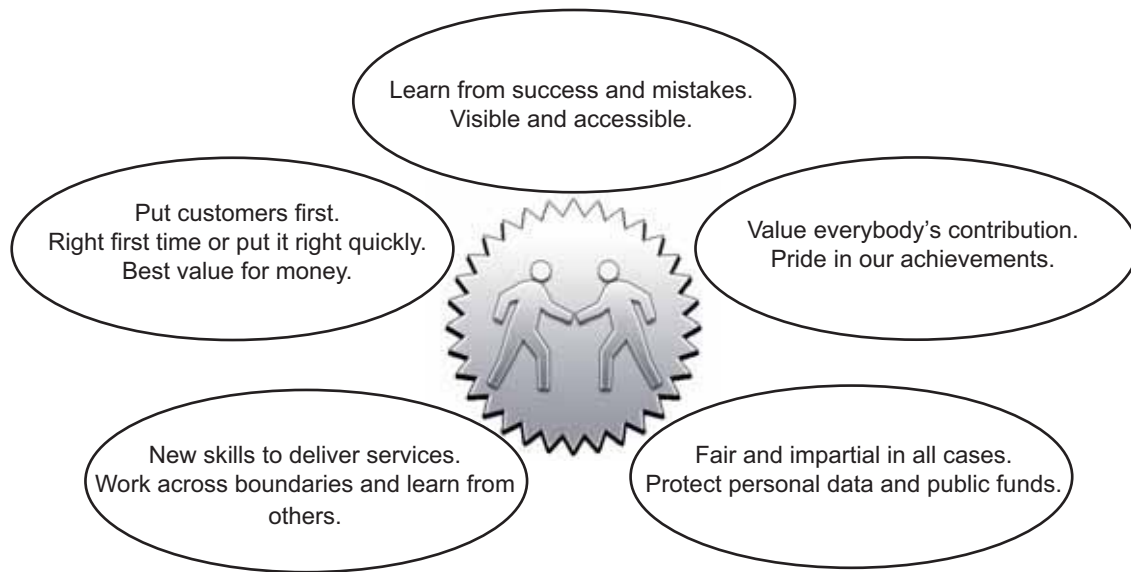 Learn from success and mistakes.
Visible and accessible.
Put customers first.
Right first time or put it right quickly.
Best value for money.
Value everybody's contribution.
Pride in our achievements.
New skills to deliver services.
Work across boundaries and learn from
others.
Fair and impartial in all cases.
Protect personal data and public funds.